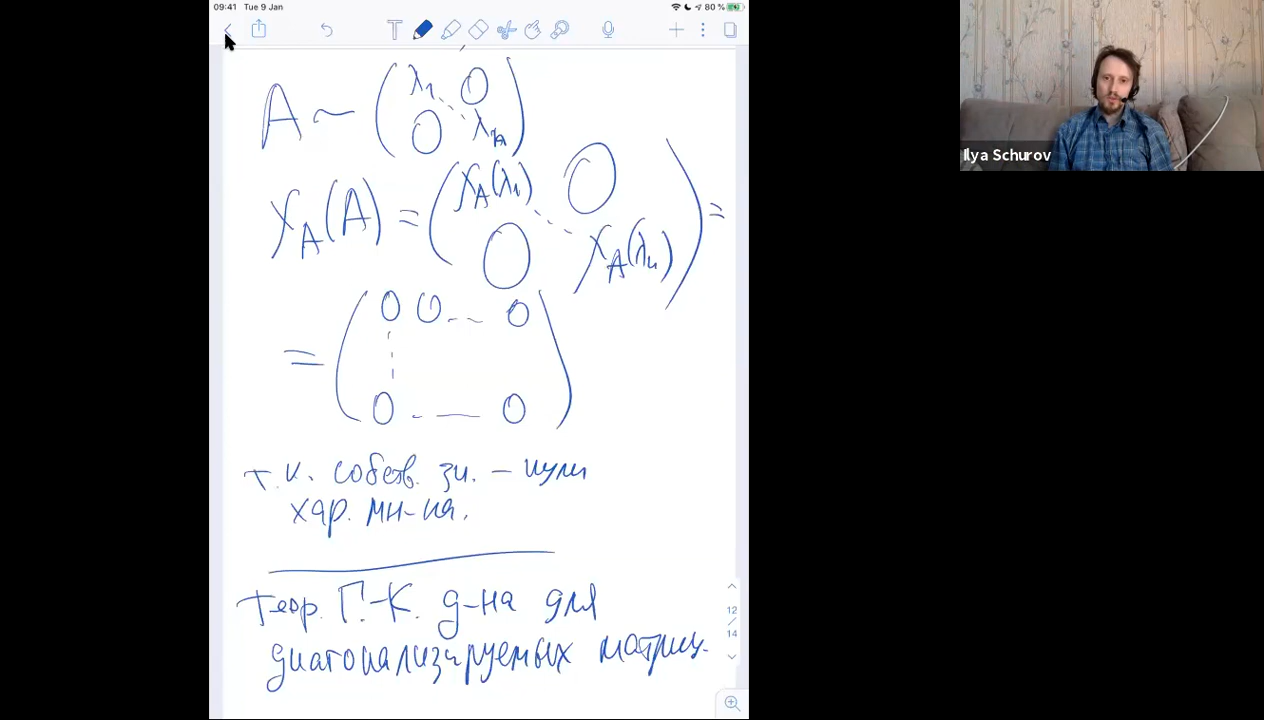 09:41 Tue 9 Jan
80 %
A ~ (λ₁ 0
0 λₙ)
χ_A(A) = (χ_A(λ₁) 0
0 χ_A(λₙ)) =
= (0 0 -- 0
0 -- 0)
т.к. собств. зн. – нули
хар. мн-на.
Теор. Г.-К. д-на для
диагонализируемых матриц.
12
/
14
Ilya Schurov